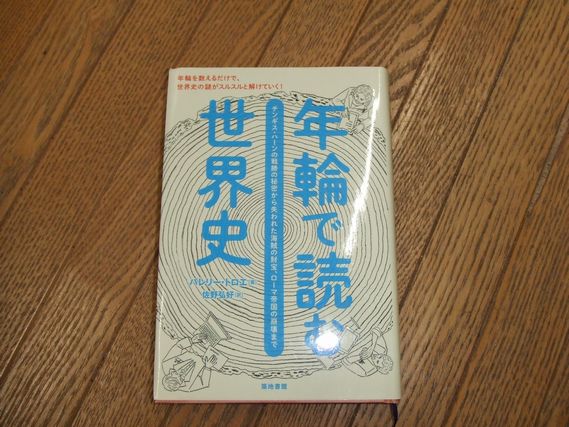 年輪を数えるだけで、
世界史の謎がスルスルと解けていく!
年輪で読む
世界史
チンギス・ハーンの戦勝の秘密から失われた海賊の財宝、ローマ帝国の崩壊まで
バレリー・トロエ[著]
佐野弘好[訳]
築地書館